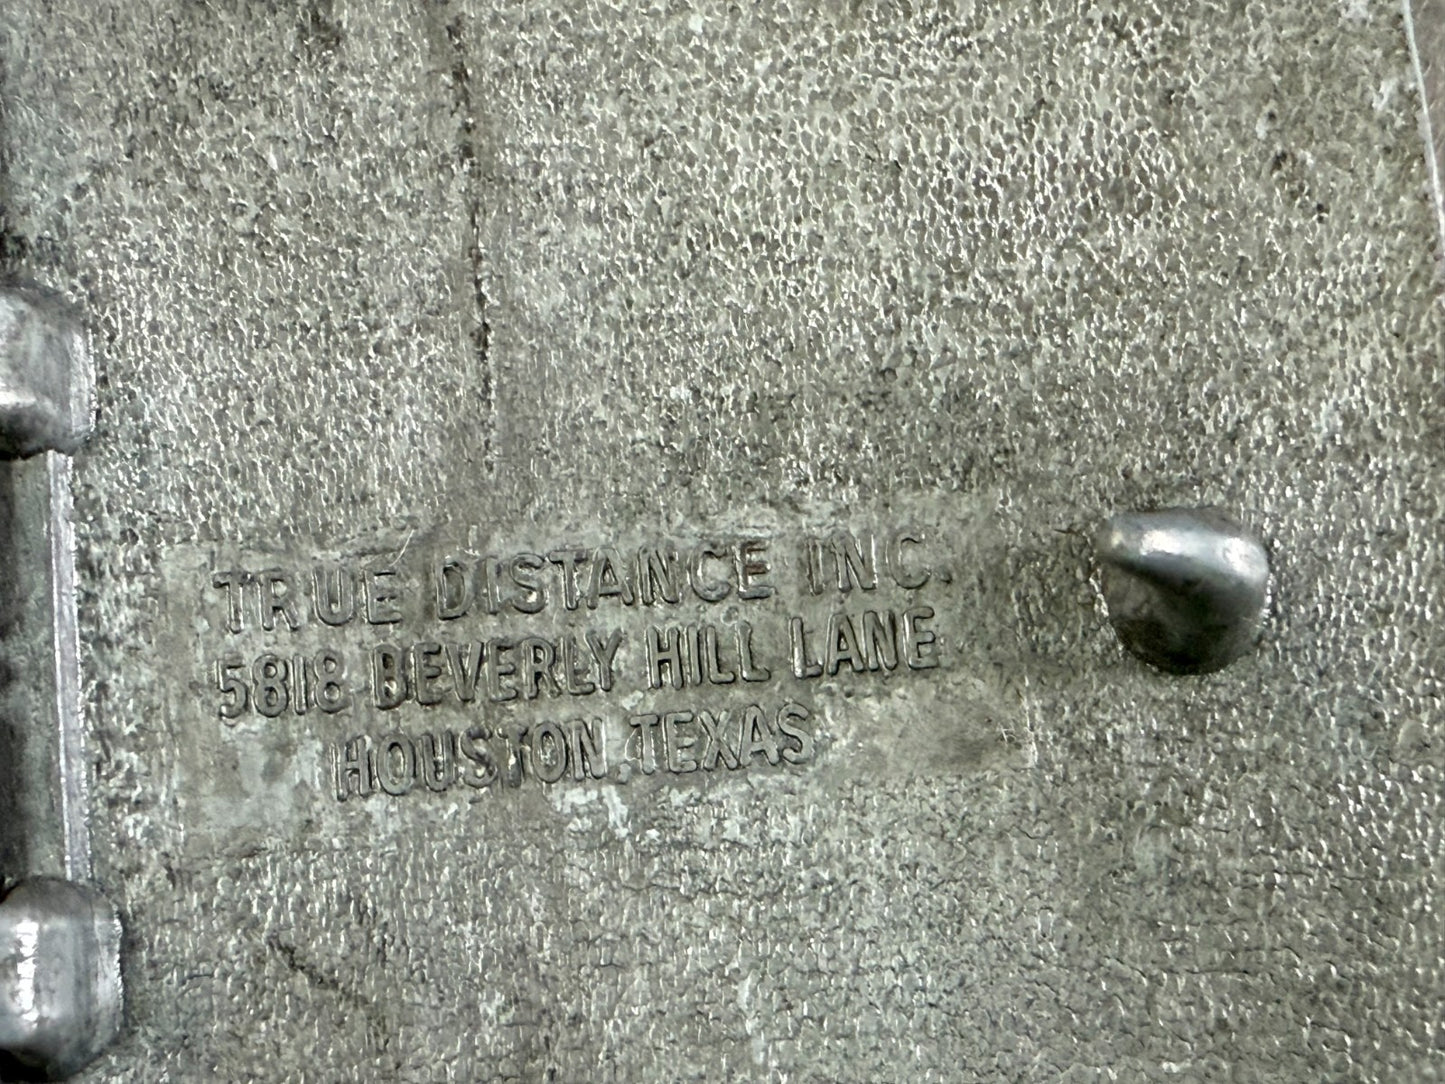 TRUE DISTANCE INC.
5818 BEVERLY HILL LANE
HOUSTON, TEXAS